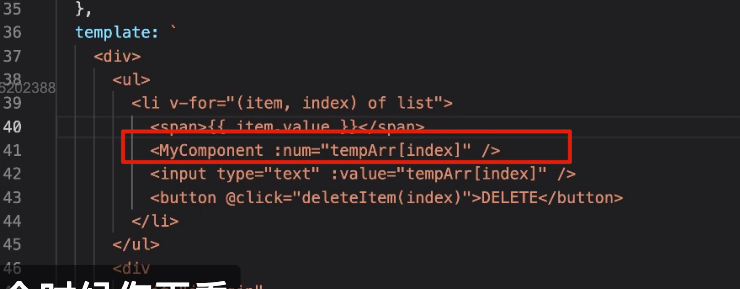 35 },
36 template: `
37 <div>
38 <ul>
6202388
39 <li v-for="(item, index) of list">
40 <span>{{ item.value }}</span>
41 <MyComponent :num="tempArr[index]" />
42 <input type="text" :value="tempArr[index]" />
43 <button @click="deleteItem(index)">DELETE</button>
44 </li>
45 </ul>
46 <div